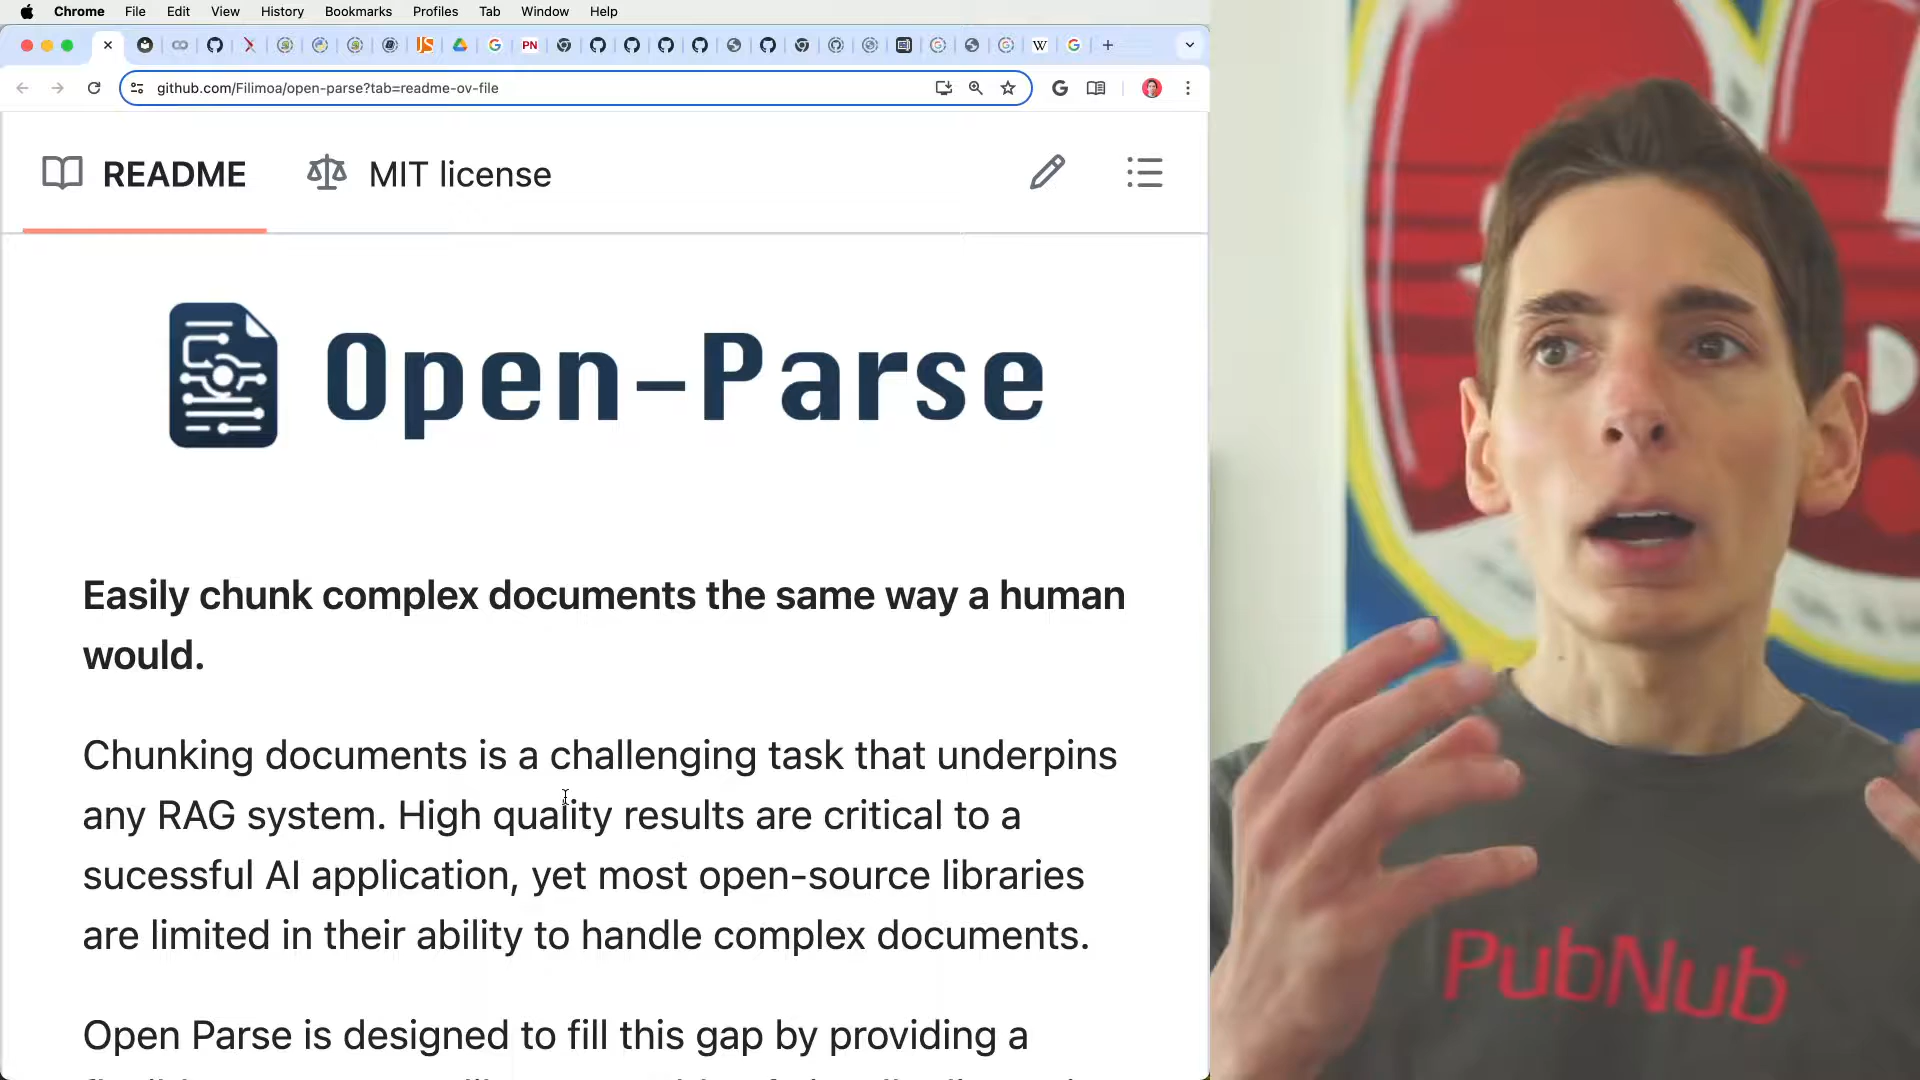 Chrome File Edit View History Bookmarks Profiles Tab Window Help
PN
JS
G
W
G
github.com/Filimoa/open-parse?tab=readme-ov-file
README MIT license
Open-Parse
Easily chunk complex documents the same way a human
would.
Chunking documents is a challenging task that underpins
any RAG system. High quality results are critical to a
sucessful AI application, yet most open-source libraries
are limited in their ability to handle complex documents.
Open Parse is designed to fill this gap by providing a
PubNub